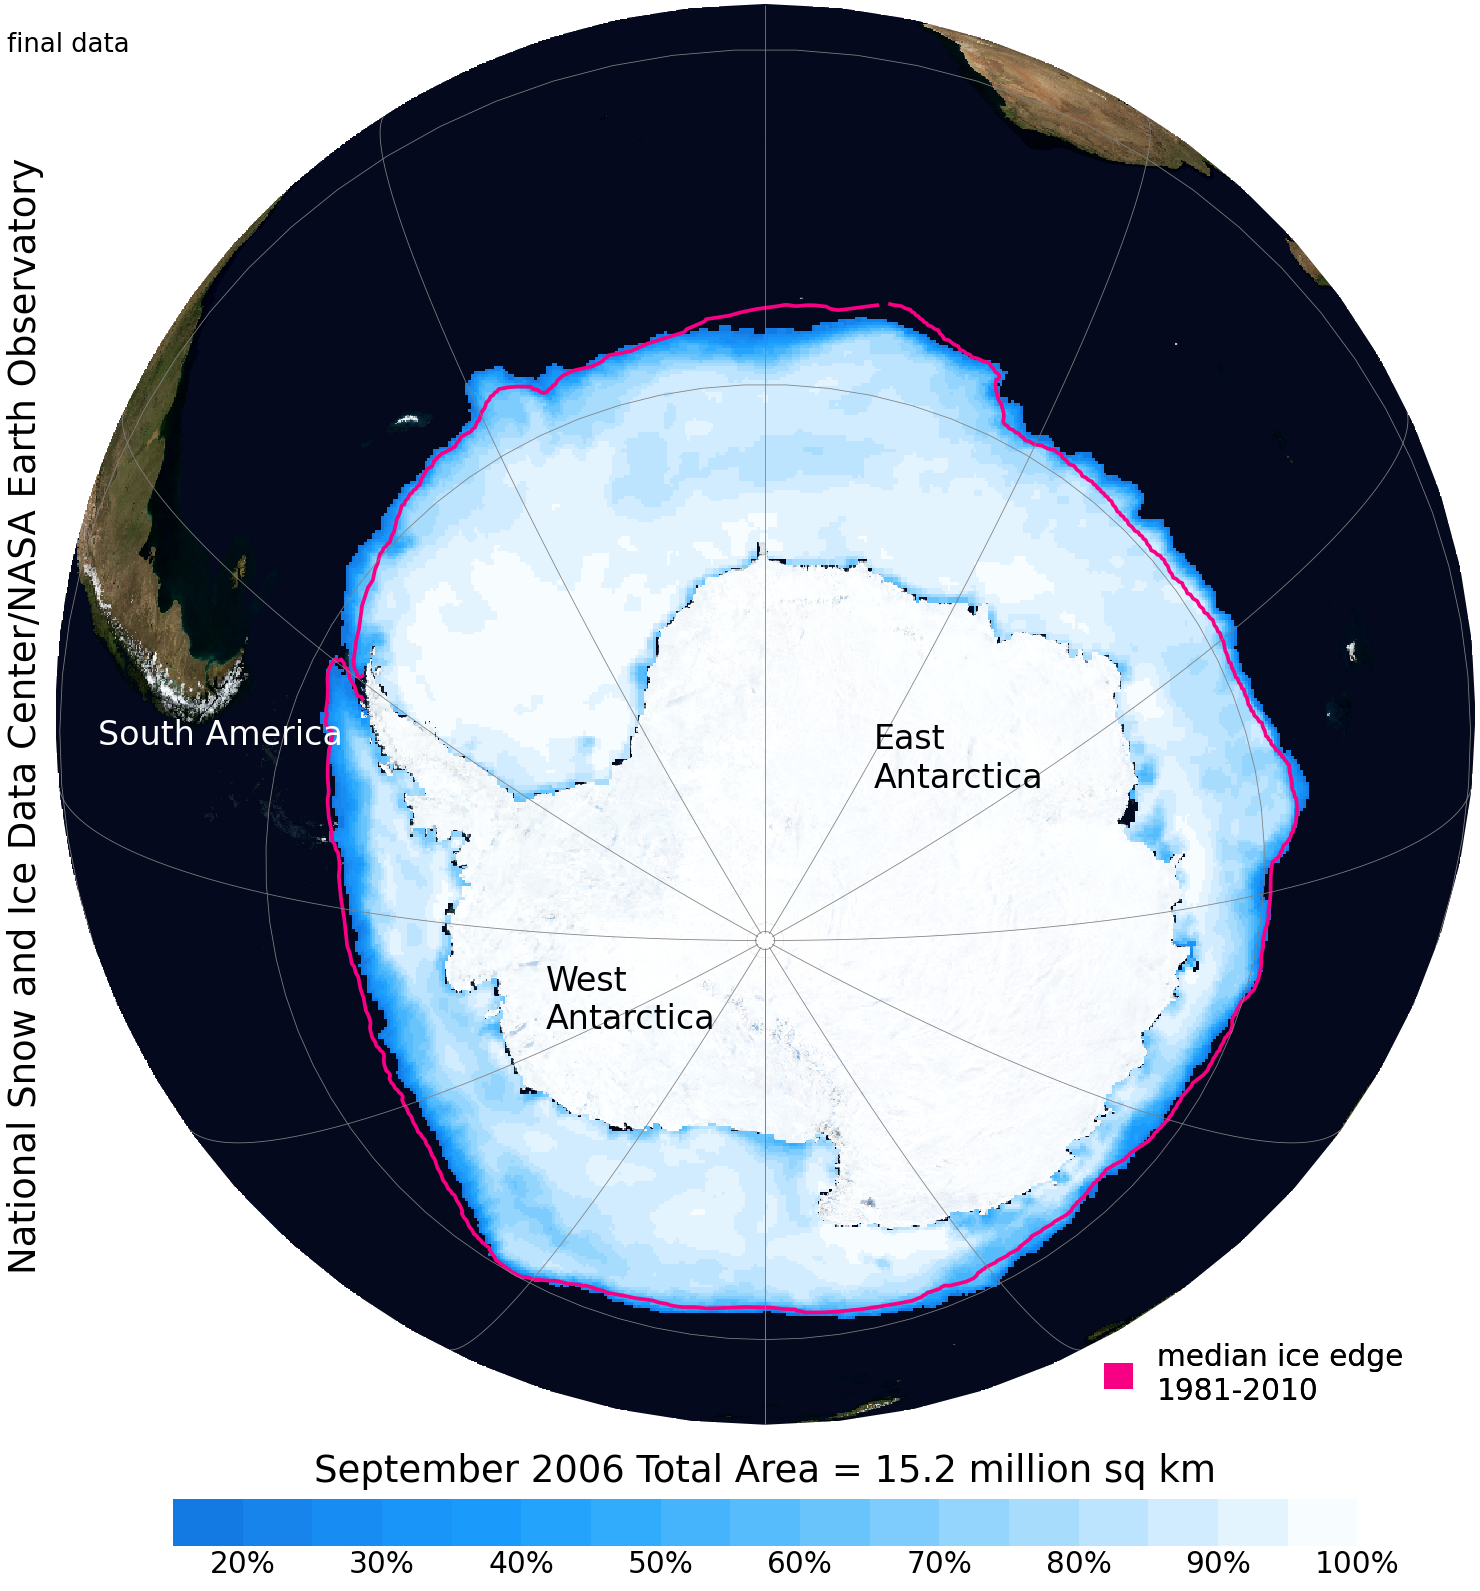 final data
National Snow and Ice Data Center/NASA Earth Observatory
South America
East
Antarctica
West
Antarctica
median ice edge
1981-2010
September 2006 Total Area = 15.2 million sq km
20% 30% 40% 50% 60% 70% 80% 90% 100%